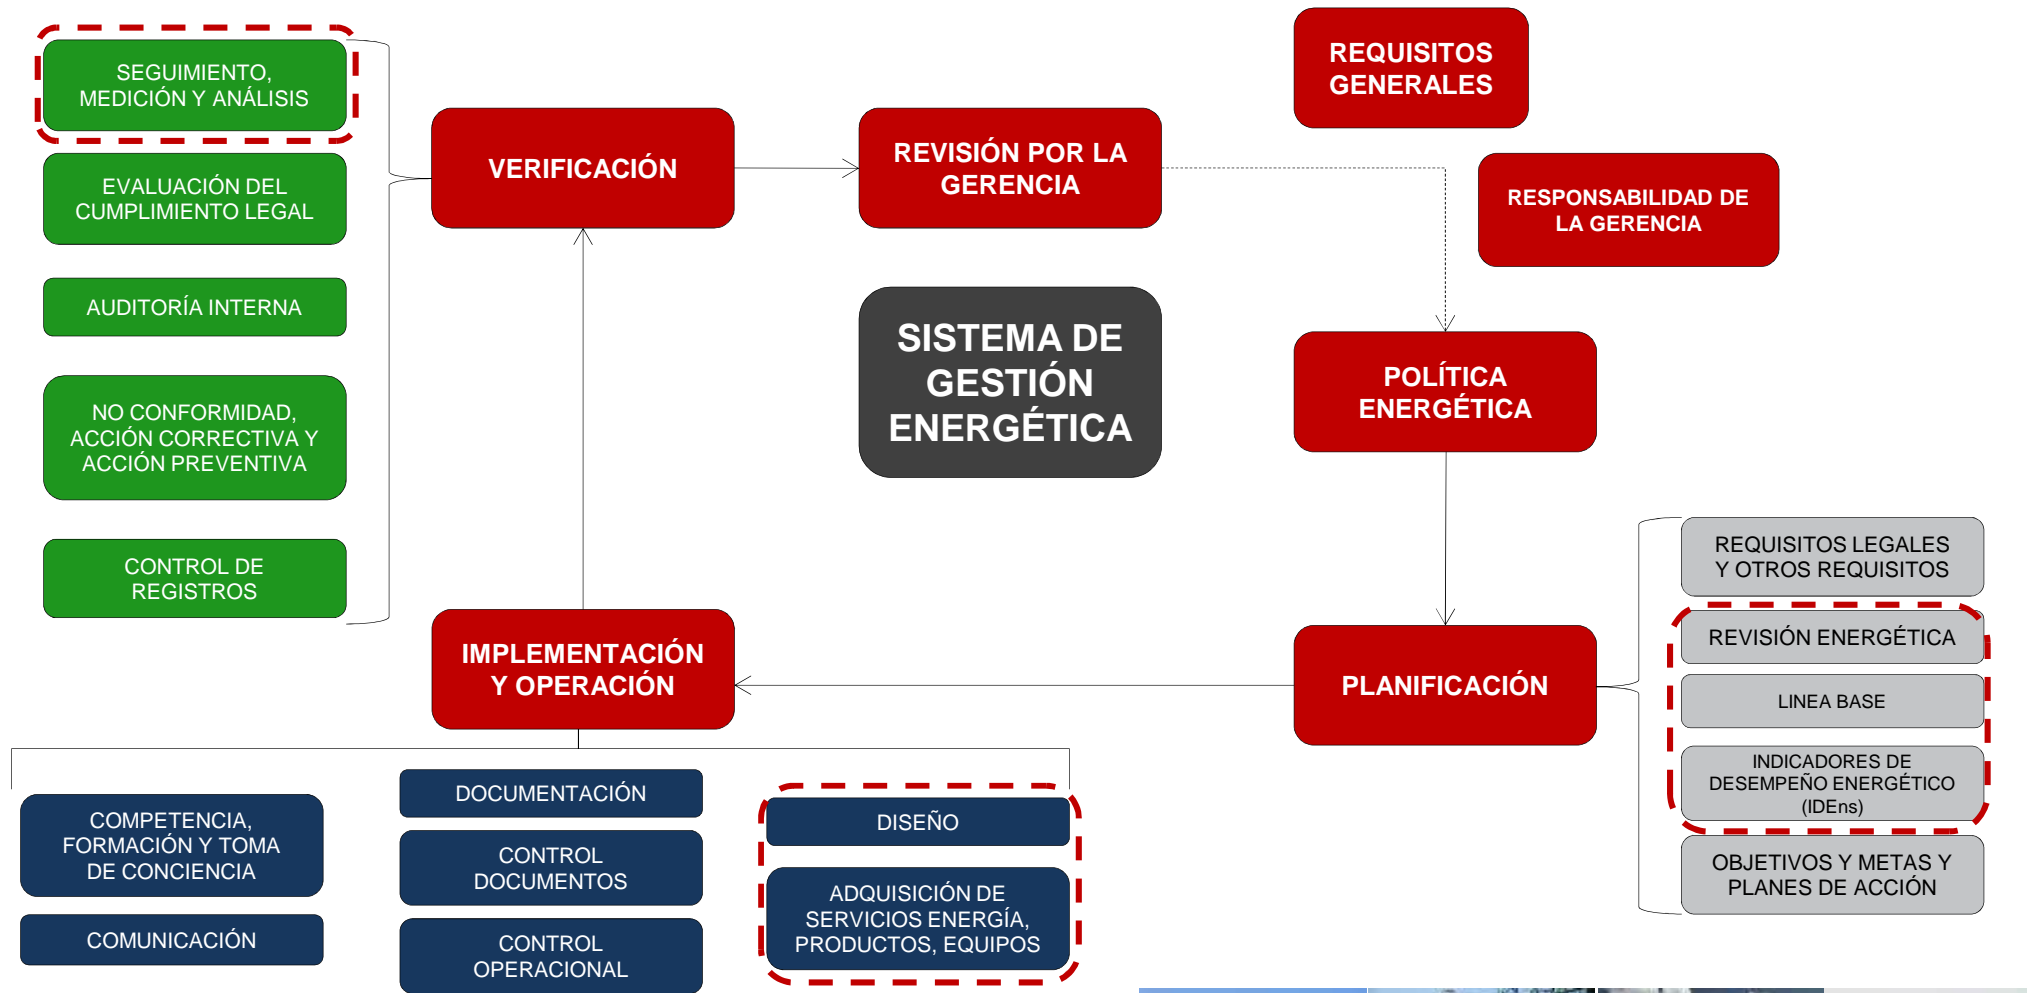 SEGUIMIENTO,
MEDICIÓN Y ANÁLISIS
EVALUACIÓN DEL
CUMPLIMIENTO LEGAL
AUDITORÍA INTERNA
NO CONFORMIDAD,
ACCIÓN CORRECTIVA Y
ACCIÓN PREVENTIVA
CONTROL DE
REGISTROS
VERIFICACIÓN
REVISIÓN POR LA
GERENCIA
REQUISITOS
GENERALES
RESPONSABILIDAD DE
LA GERENCIA
SISTEMA DE
GESTIÓN
ENERGÉTICA
POLÍTICA
ENERGÉTICA
PLANIFICACIÓN
REQUISITOS LEGALES
Y OTROS REQUISITOS
REVISIÓN ENERGÉTICA
LINEA BASE
INDICADORES DE
DESEMPEÑO ENERGÉTICO
(IDEns)
OBJETIVOS Y METAS Y
PLANES DE ACCIÓN
IMPLEMENTACIÓN
Y OPERACIÓN
COMPETENCIA,
FORMACIÓN Y TOMA
DE CONCIENCIA
COMUNICACIÓN
DOCUMENTACIÓN
CONTROL
DOCUMENTOS
CONTROL
OPERACIONAL
DISEÑO
ADQUISICIÓN DE
SERVICIOS ENERGÍA,
PRODUCTOS, EQUIPOS